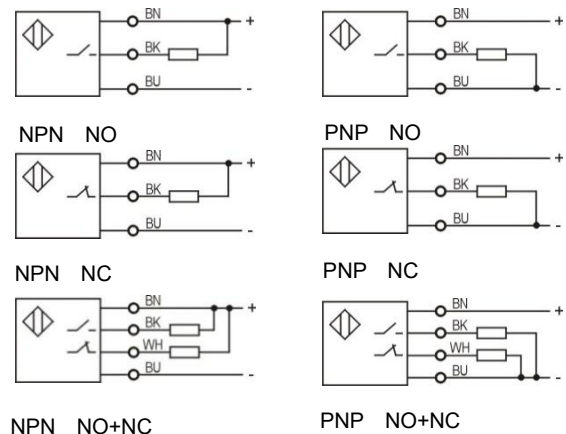 BN +
BK
BU -
NPN NO
BN +
BK
BU -
PNP NO
BN +
BK
BU -
NPN NC
BN +
BK
BU -
PNP NC
BN +
BK
WH
BU -
NPN NO+NC
BN +
BK
WH
BU -
PNP NO+NC